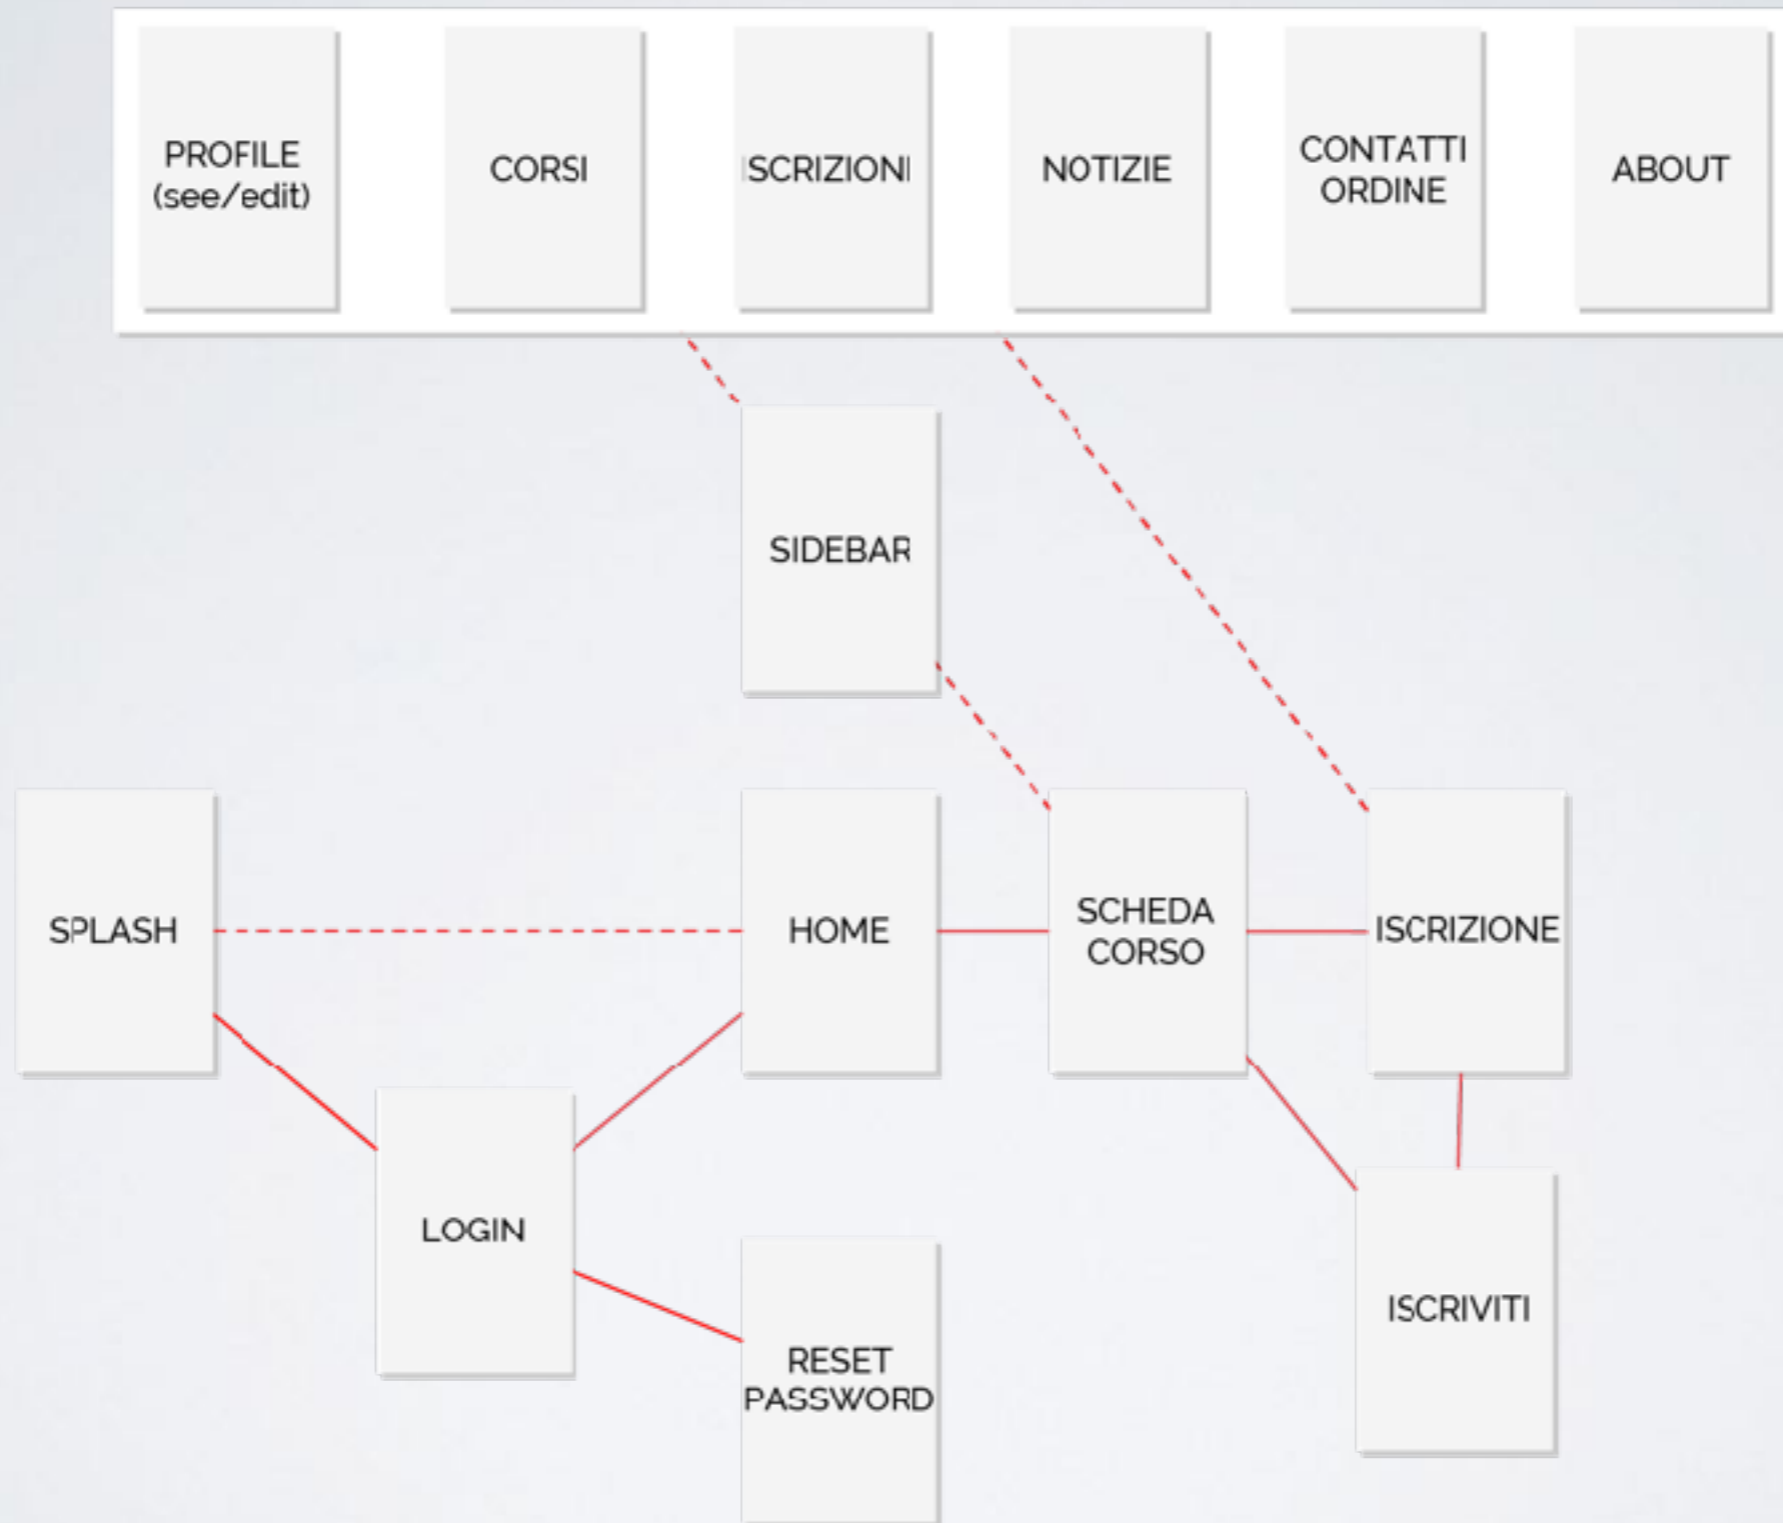 PROFILE
(see/edit)
CORSI
ISCRIZIONI
NOTIZIE
CONTATTI
ORDINE
ABOUT
SIDEBAR
SPLASH
HOME
SCHEDA
CORSO
ISCRIZIONE
LOGIN
ISCRIVITI
RESET
PASSWORD